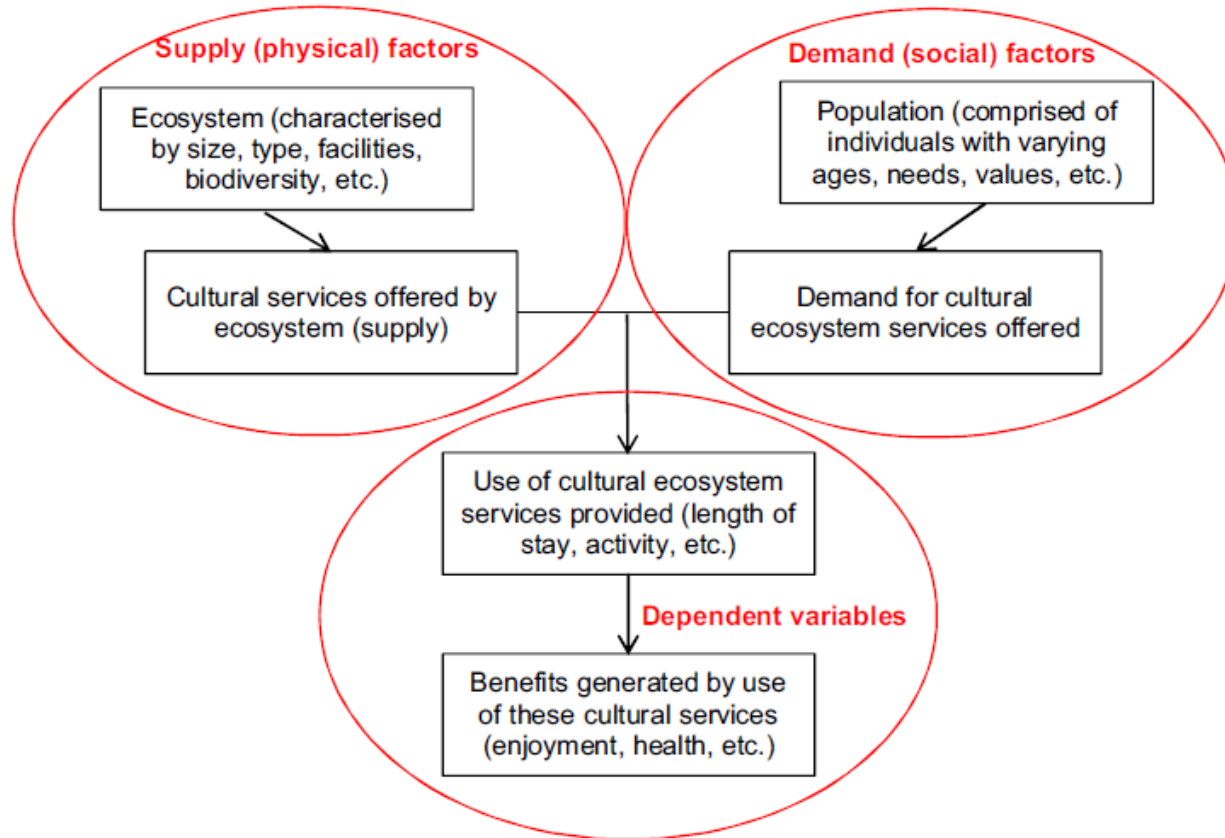 Supply (physical) factors
Ecosystem (characterised
by size, type, facilities,
biodiversity, etc.)
Cultural services offered by
ecosystem (supply)
Demand (social) factors
Population (comprised of
individuals with varying
ages, needs, values, etc.)
Demand for cultural
ecosystem services offered
Use of cultural ecosystem
services provided (length of
stay, activity, etc.)
Dependent variables
Benefits generated by use
of these cultural services
(enjoyment, health, etc.)